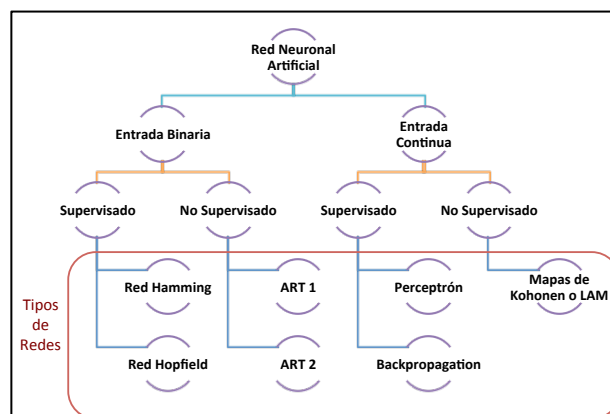 Red Neuronal
Artificial
Entrada Binaria
Entrada
Continua
Supervisado
No Supervisado
Supervisado
No Supervisado
Tipos
de
Redes
Red Hamming
ART 1
Perceptrón
Mapas de
Kohonen o LAM
Red Hopfield
ART 2
Backpropagation